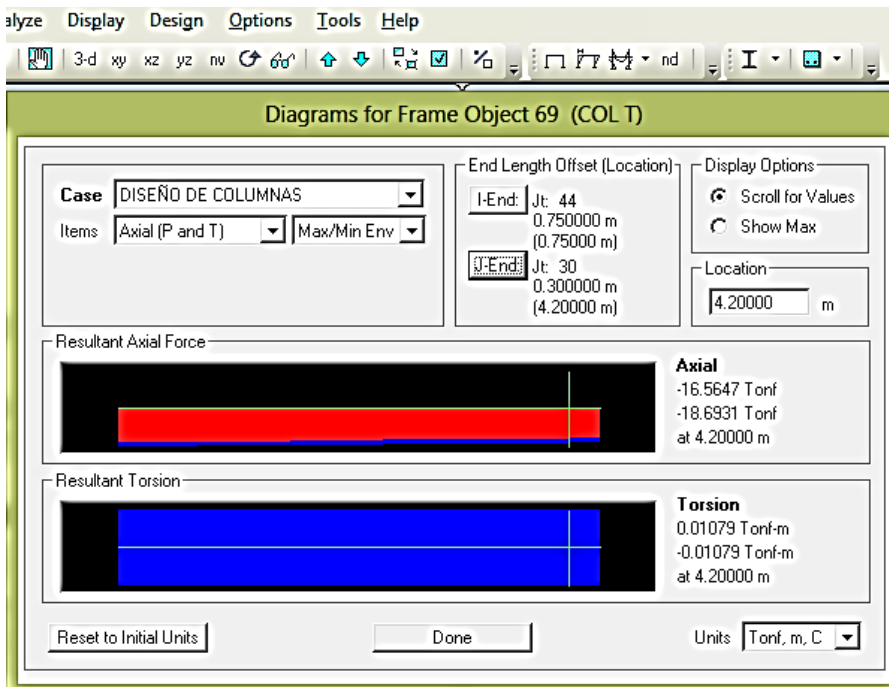 alyze Display Design Options Tools Help
3-d xy xz yz nv nd
Diagrams for Frame Object 69 (COL T)
Case DISEÑO DE COLUMNAS
Items Axial (P and T) Max/Min Env
End Length Offset (Location)
I-End: Jt: 44
0.750000 m
(0.75000 m)
J-End: Jt: 30
0.300000 m
(4.20000 m)
Display Options
Scroll for Values
Show Max
Location
4.20000 m
Resultant Axial Force
Axial
-16.5647 Tonf
-18.6931 Tonf
at 4.20000 m
Resultant Torsion
Torsion
0.01079 Tonf-m
-0.01079 Tonf-m
at 4.20000 m
Reset to Initial Units Done Units Tonf, m, C